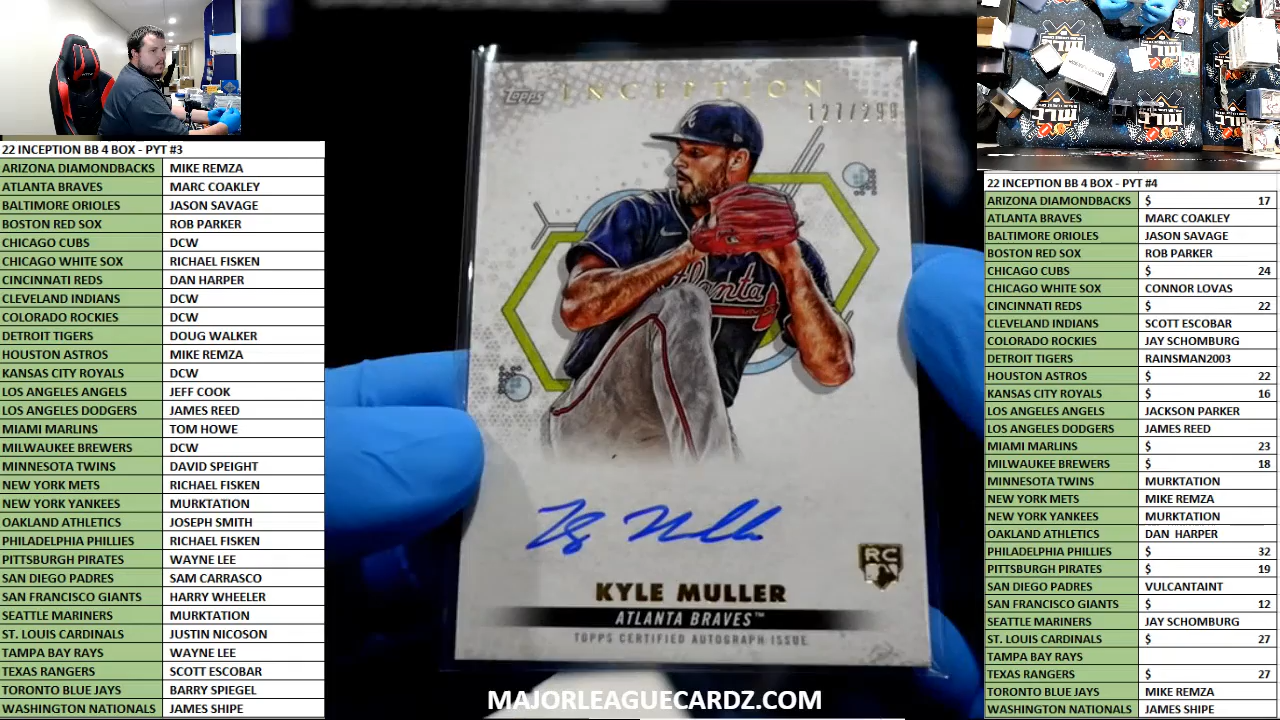 22 INCEPTION BB 4 BOX - PYT #3
ARIZONA DIAMONDBACKS MIKE REMZA
ATLANTA BRAVES MARC COAKLEY
BALTIMORE ORIOLES JASON SAVAGE
BOSTON RED SOX ROB PARKER
CHICAGO CUBS DCW
CHICAGO WHITE SOX RICHAEL FISKEN
CINCINNATI REDS DAN HARPER
CLEVELAND INDIANS DCW
COLORADO ROCKIES DCW
DETROIT TIGERS DOUG WALKER
HOUSTON ASTROS MIKE REMZA
KANSAS CITY ROYALS DCW
LOS ANGELES ANGELS JEFF COOK
LOS ANGELES DODGERS JAMES REED
MIAMI MARLINS TOM HOWE
MILWAUKEE BREWERS DCW
MINNESOTA TWINS DAVID SPEIGHT
NEW YORK METS RICHAEL FISKEN
NEW YORK YANKEES MURKTATION
OAKLAND ATHLETICS JOSEPH SMITH
PHILADELPHIA PHILLIES RICHAEL FISKEN
PITTSBURGH PIRATES WAYNE LEE
SAN DIEGO PADRES SAM CARRASCO
SAN FRANCISCO GIANTS HARRY WHEELER
SEATTLE MARINERS MURKTATION
ST. LOUIS CARDINALS JUSTIN NICOSON
TAMPA BAY RAYS WAYNE LEE
TEXAS RANGERS SCOTT ESCOBAR
TORONTO BLUE JAYS BARRY SPIEGEL
WASHINGTON NATIONALS JAMES SHIPE
Topps INCEPTION
127/299
Atlanta
Kyle Muller
RC
KYLE MULLER
ATLANTA BRAVES™
TOPPS CERTIFIED AUTOGRAPH ISSUE
MAJORLEAGUECARDZ.COM
22 INCEPTION BB 4 BOX - PYT #4
ARIZONA DIAMONDBACKS $ 17
ATLANTA BRAVES MARC COAKLEY
BALTIMORE ORIOLES JASON SAVAGE
BOSTON RED SOX ROB PARKER
CHICAGO CUBS $ 24
CHICAGO WHITE SOX CONNOR LOVAS
CINCINNATI REDS $ 22
CLEVELAND INDIANS SCOTT ESCOBAR
COLORADO ROCKIES JAY SCHOMBURG
DETROIT TIGERS RAINSMAN2003
HOUSTON ASTROS $ 22
KANSAS CITY ROYALS $ 16
LOS ANGELES ANGELS JACKSON PARKER
LOS ANGELES DODGERS JAMES REED
MIAMI MARLINS $ 23
MILWAUKEE BREWERS $ 18
MINNESOTA TWINS MURKTATION
NEW YORK METS MIKE REMZA
NEW YORK YANKEES MURKTATION
OAKLAND ATHLETICS DAN HARPER
PHILADELPHIA PHILLIES $ 32
PITTSBURGH PIRATES $ 19
SAN DIEGO PADRES VULCANTAINT
SAN FRANCISCO GIANTS $ 12
SEATTLE MARINERS JAY SCHOMBURG
ST. LOUIS CARDINALS $ 27
TAMPA BAY RAYS
TEXAS RANGERS $ 27
TORONTO BLUE JAYS MIKE REMZA
WASHINGTON NATIONALS JAMES SHIPE